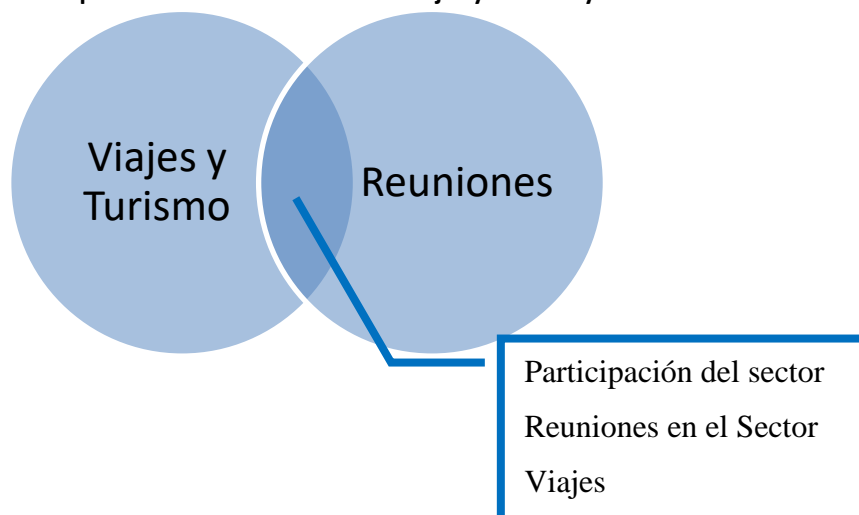 Viajes y
Turismo
Reuniones
Participación del sector
Reuniones en el Sector
Viajes